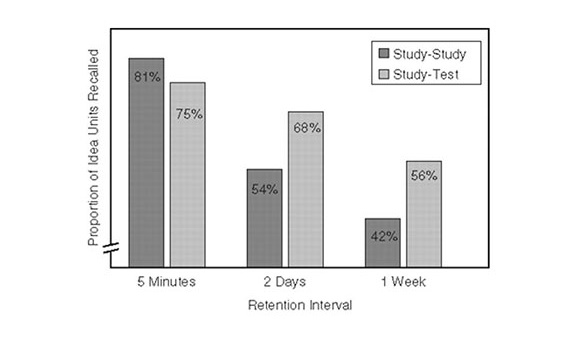 Proportion of Idea Units Recalled
Study-Study
Study-Test
81%
75%
54%
68%
42%
56%
5 Minutes
2 Days
1 Week
Retention Interval